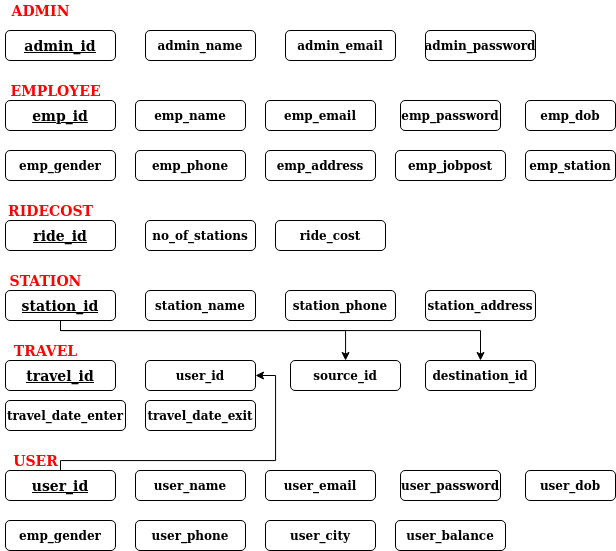 ADMIN
admin_id admin_name admin_email admin_password
EMPLOYEE
emp_id emp_name emp_email emp_password emp_dob
emp_gender emp_phone emp_address emp_jobpost emp_station
RIDECOST
ride_id no_of_stations ride_cost
STATION
station_id station_name station_phone station_address
TRAVEL
travel_id user_id source_id destination_id
travel_date_enter travel_date_exit
USER
user_id user_name user_email user_password user_dob
emp_gender user_phone user_city user_balance